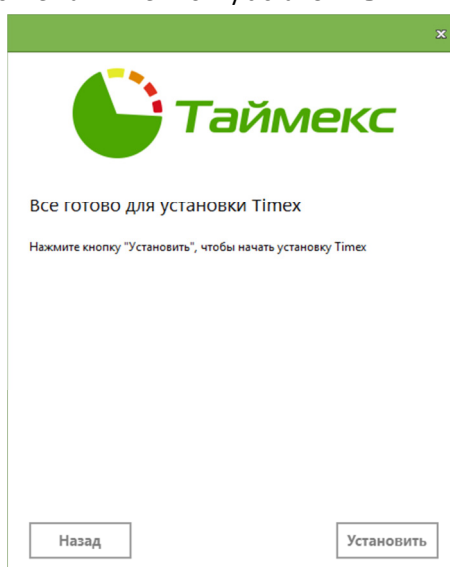 Таймекс
Все готово для установки Timex
Нажмите кнопку "Установить", чтобы начать установку Timex
Назад
Установить